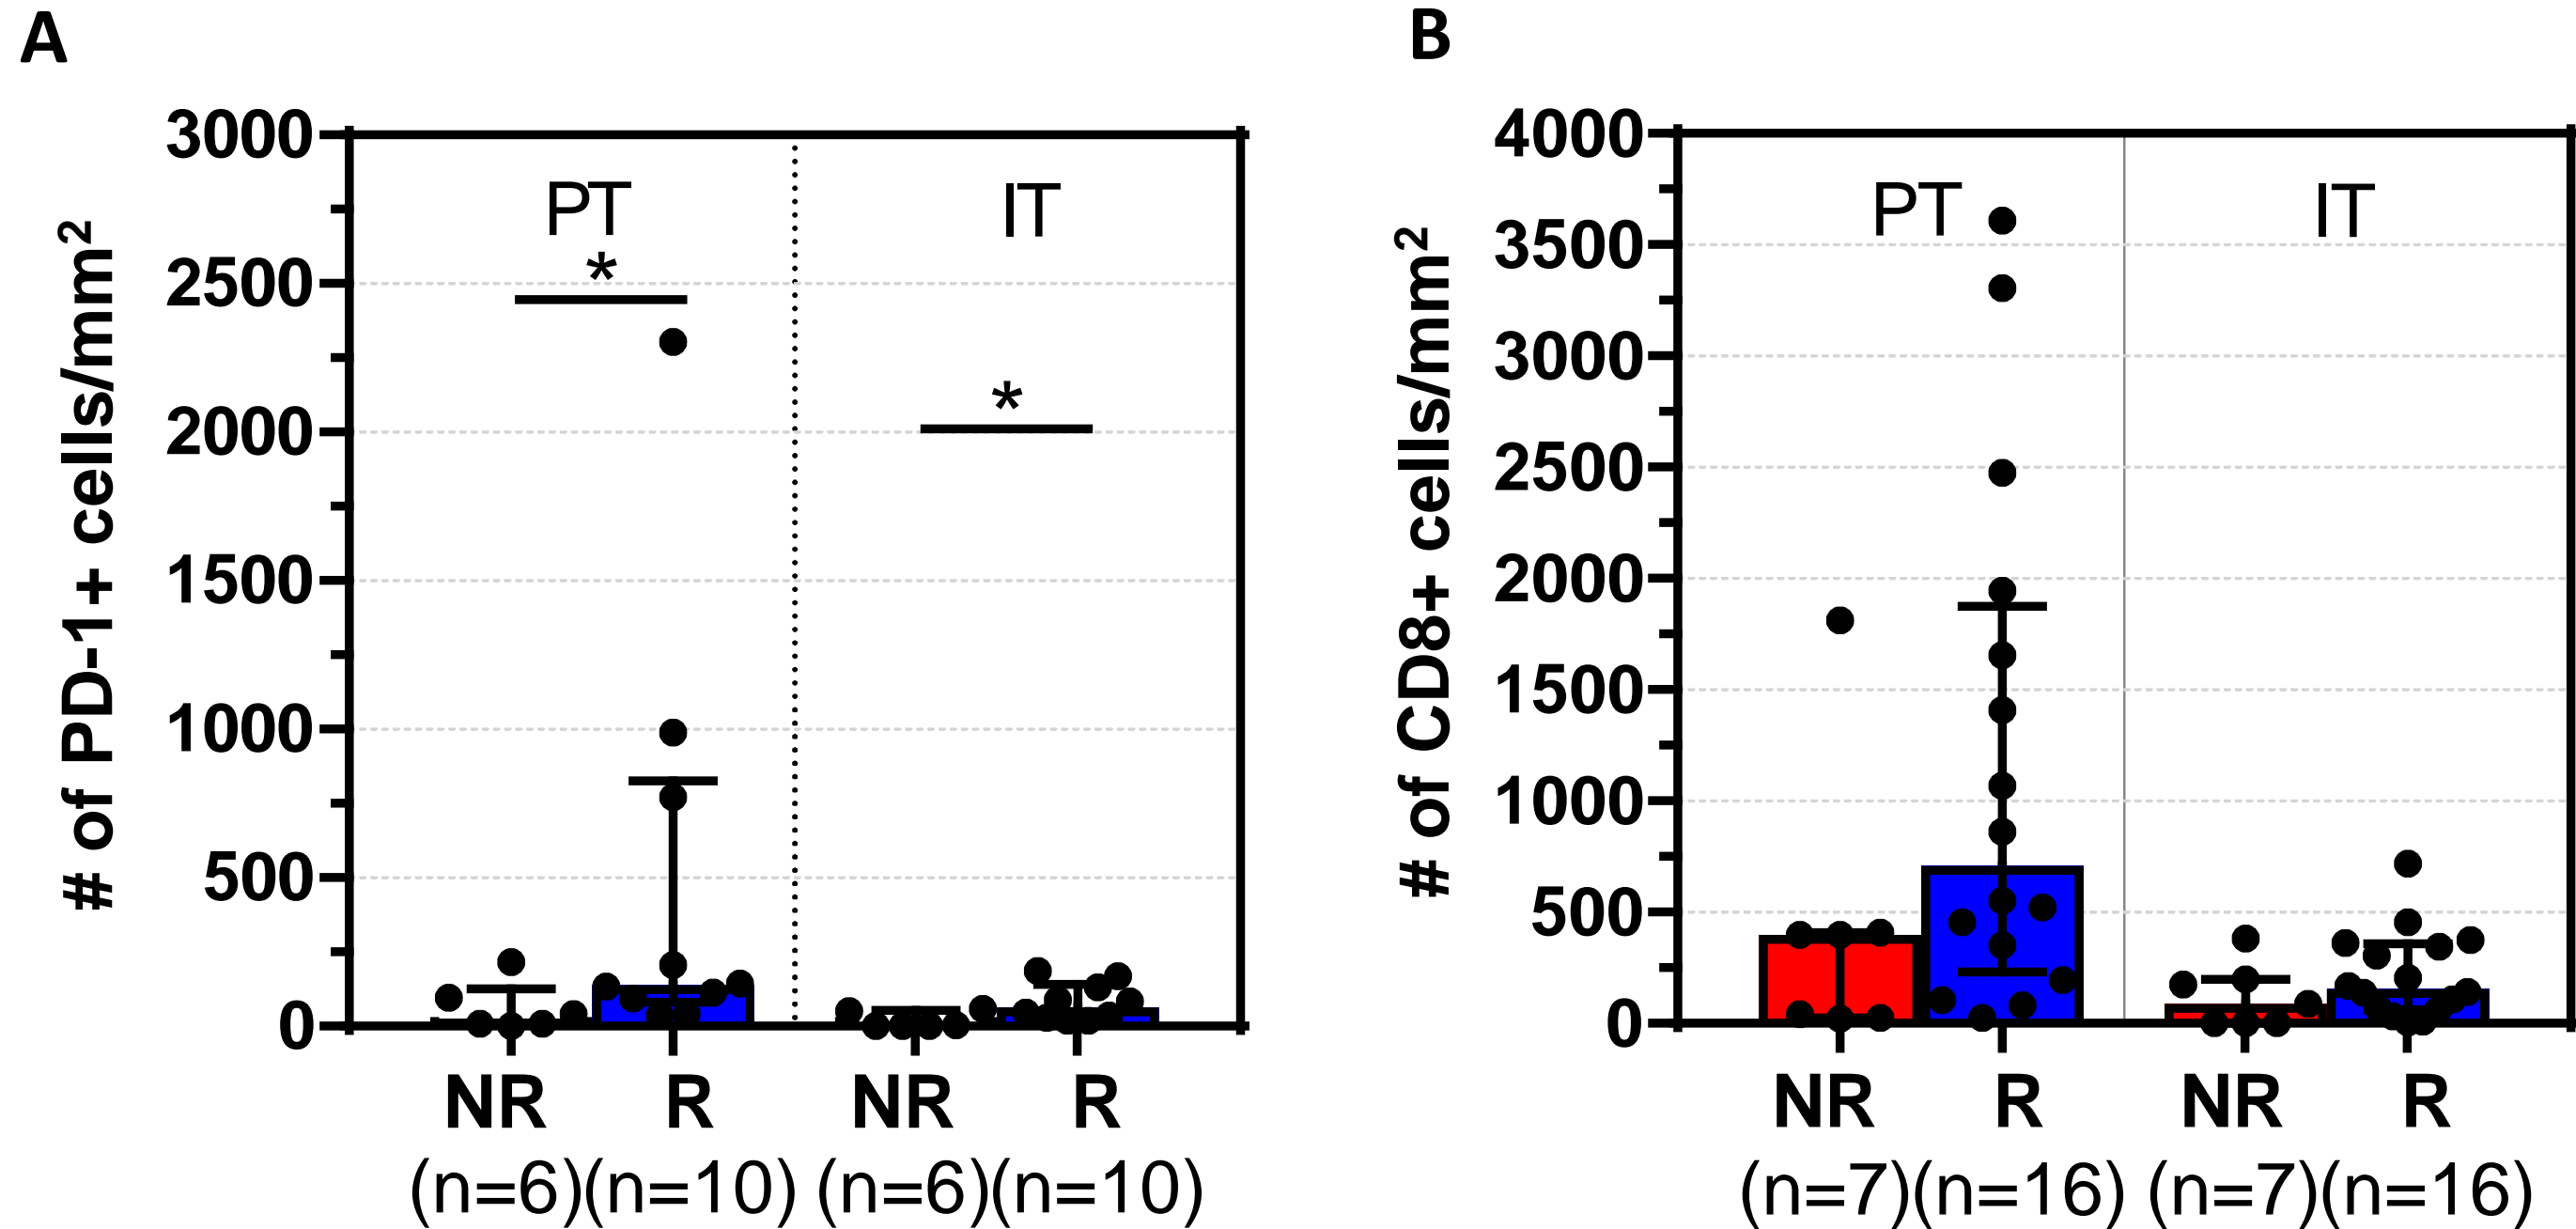 A
# of PD-1+ cells/mm²
3000
2500
2000
1500
1000
500
0
PT
*
IT
*
NR R NR R
(n=6)(n=10) (n=6)(n=10)
B
# of CD8+ cells/mm²
4000
3500
3000
2500
2000
1500
1000
500
0
PT
IT
NR R NR R
(n=7)(n=16) (n=7)(n=16)